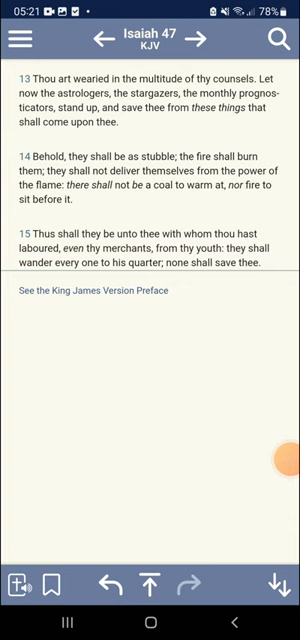 05:21
78%
Isaiah 47
KJV
13 Thou art wearied in the multitude of thy counsels. Let
now the astrologers, the stargazers, the monthly prognos-
ticators, stand up, and save thee from these things that
shall come upon thee.
14 Behold, they shall be as stubble; the fire shall burn
them; they shall not deliver themselves from the power of
the flame: there shall not be a coal to warm at, nor fire to
sit before it.
15 Thus shall they be unto thee with whom thou hast
laboured, even thy merchants, from thy youth: they shall
wander every one to his quarter; none shall save thee.
See the King James Version Preface